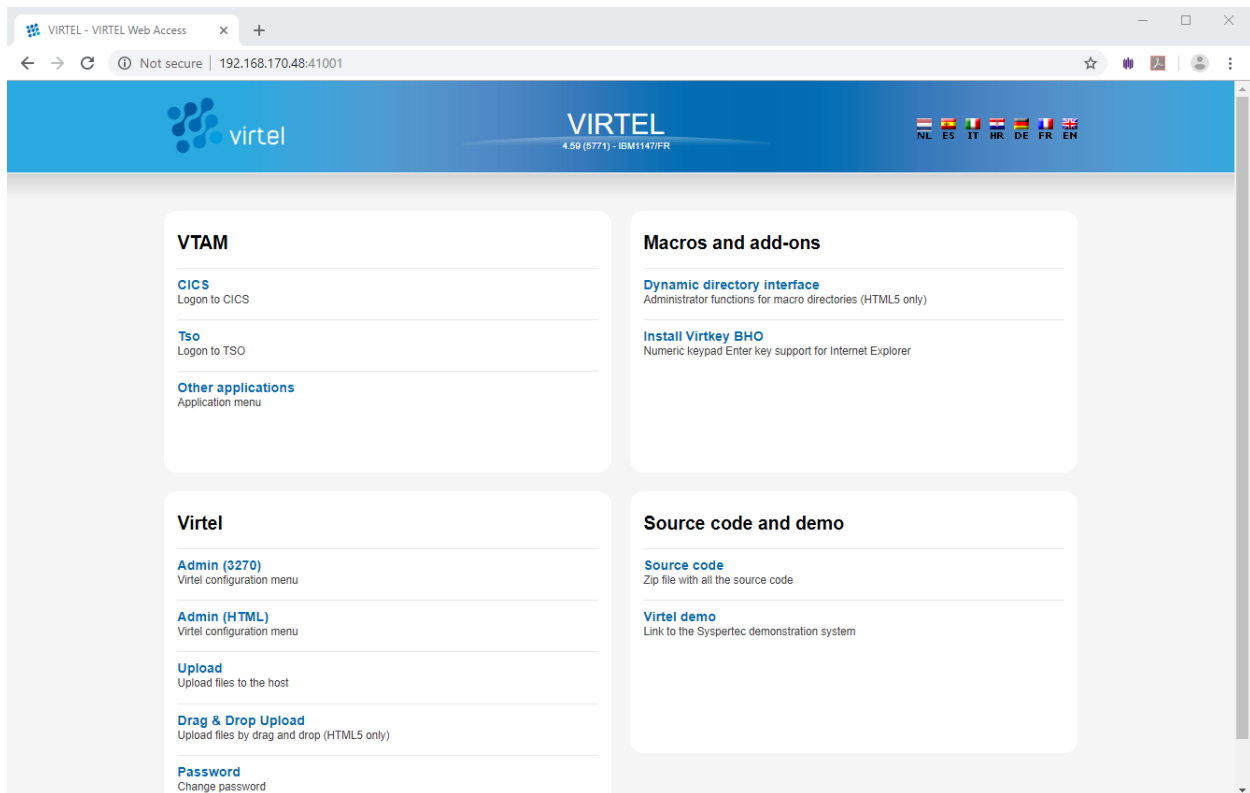 VIRTEL - VIRTEL Web Access
Not secure | 192.168.170.48:41001
virtel
VIRTEL
4.59 (5771) - IBM1147/FR
NL ES IT HR DE FR EN
VTAM
CICS
Logon to CICS
Tso
Logon to TSO
Other applications
Application menu
Macros and add-ons
Dynamic directory interface
Administrator functions for macro directories (HTML5 only)
Install Virtkey BHO
Numeric keypad Enter key support for Internet Explorer
Virtel
Admin (3270)
Virtel configuration menu
Admin (HTML)
Virtel configuration menu
Upload
Upload files to the host
Drag & Drop Upload
Upload files by drag and drop (HTML5 only)
Password
Change password
Source code and demo
Source code
Zip file with all the source code
Virtel demo
Link to the Syspertec demonstration system